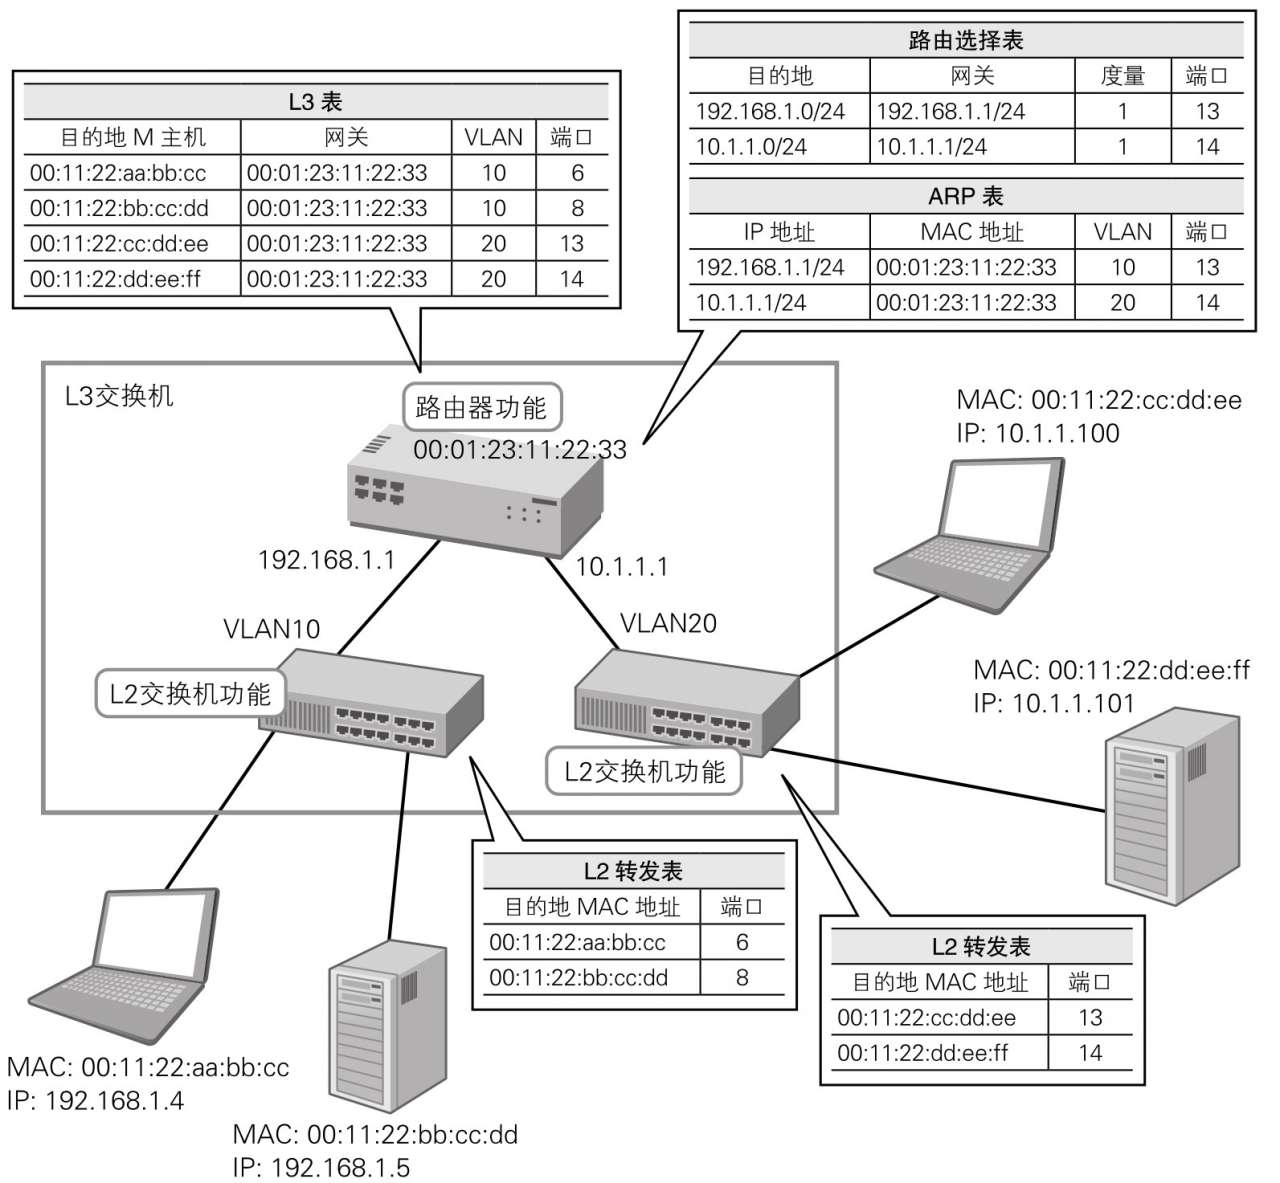 路由选择表
目的地 网关 度量 端口
192.168.1.0/24 192.168.1.1/24 1 13
10.1.1.0/24 10.1.1.1/24 1 14
ARP 表
IP 地址 MAC 地址 VLAN 端口
192.168.1.1/24 00:01:23:11:22:33 10 13
10.1.1.1/24 00:01:23:11:22:33 20 14
L3 表
目的地 M 主机 网关 VLAN 端口
00:11:22:aa:bb:cc 00:01:23:11:22:33 10 6
00:11:22:bb:cc:dd 00:01:23:11:22:33 10 8
00:11:22:cc:dd:ee 00:01:23:11:22:33 20 13
00:11:22:dd:ee:ff 00:01:23:11:22:33 20 14
L3交换机
路由器功能
00:01:23:11:22:33
192.168.1.1
10.1.1.1
VLAN10
VLAN20
L2交换机功能
L2交换机功能
MAC: 00:11:22:cc:dd:ee
IP: 10.1.1.100
MAC: 00:11:22:dd:ee:ff
IP: 10.1.1.101
L2 转发表
目的地 MAC 地址 端口
00:11:22:aa:bb:cc 6
00:11:22:bb:cc:dd 8
L2 转发表
目的地 MAC 地址 端口
00:11:22:cc:dd:ee 13
00:11:22:dd:ee:ff 14
MAC: 00:11:22:aa:bb:cc
IP: 192.168.1.4
MAC: 00:11:22:bb:cc:dd
IP: 192.168.1.5